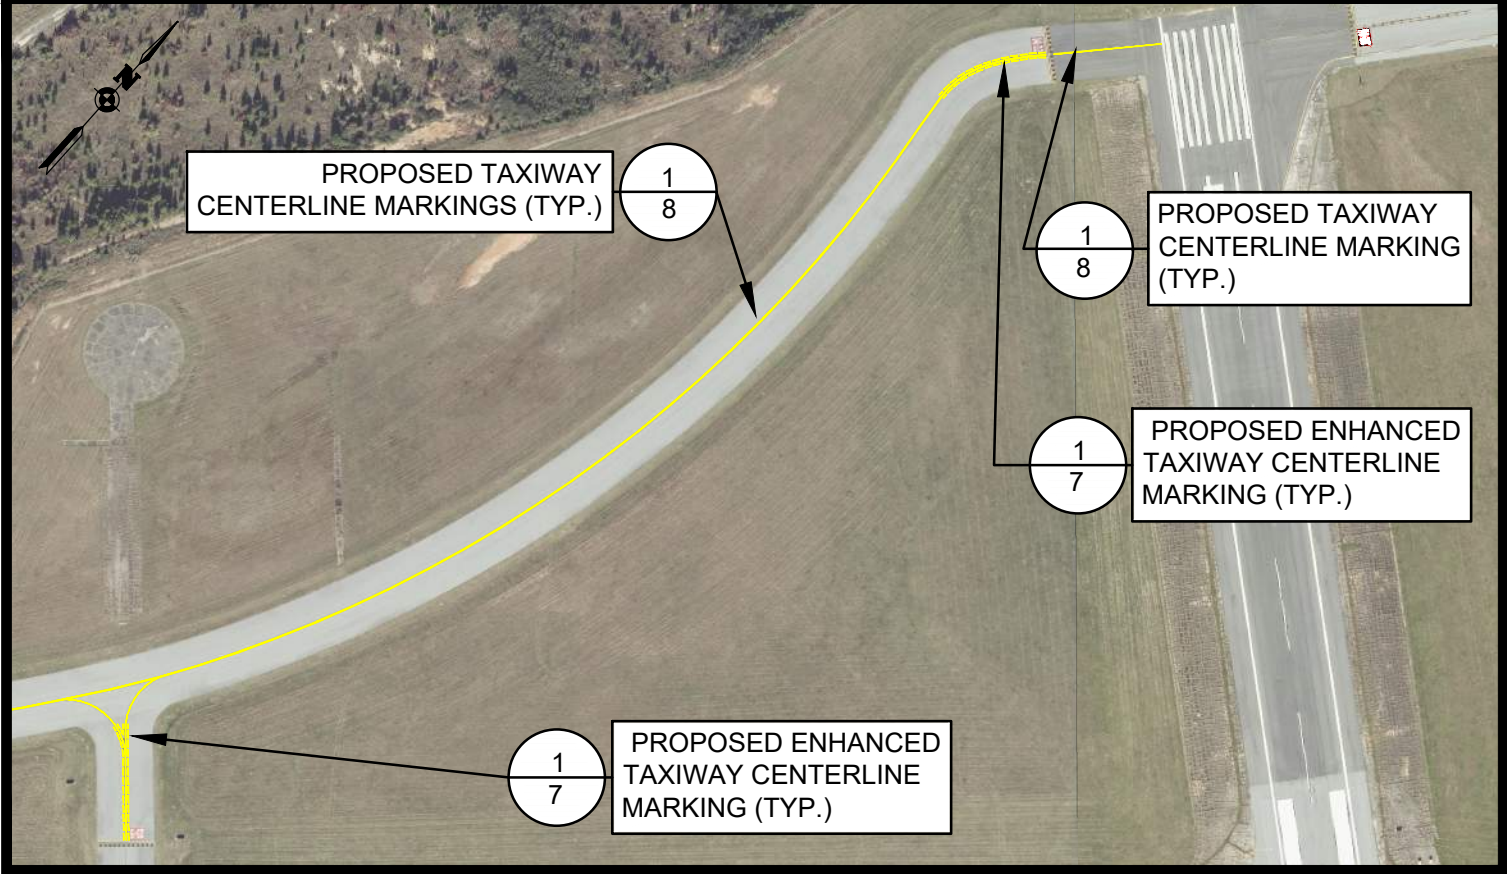 N
PROPOSED TAXIWAY
CENTERLINE MARKINGS (TYP.)
1
8
1
8
PROPOSED TAXIWAY
CENTERLINE MARKING
(TYP.)
1
7
PROPOSED ENHANCED
TAXIWAY CENTERLINE
MARKING (TYP.)
1
7
PROPOSED ENHANCED
TAXIWAY CENTERLINE
MARKING (TYP.)